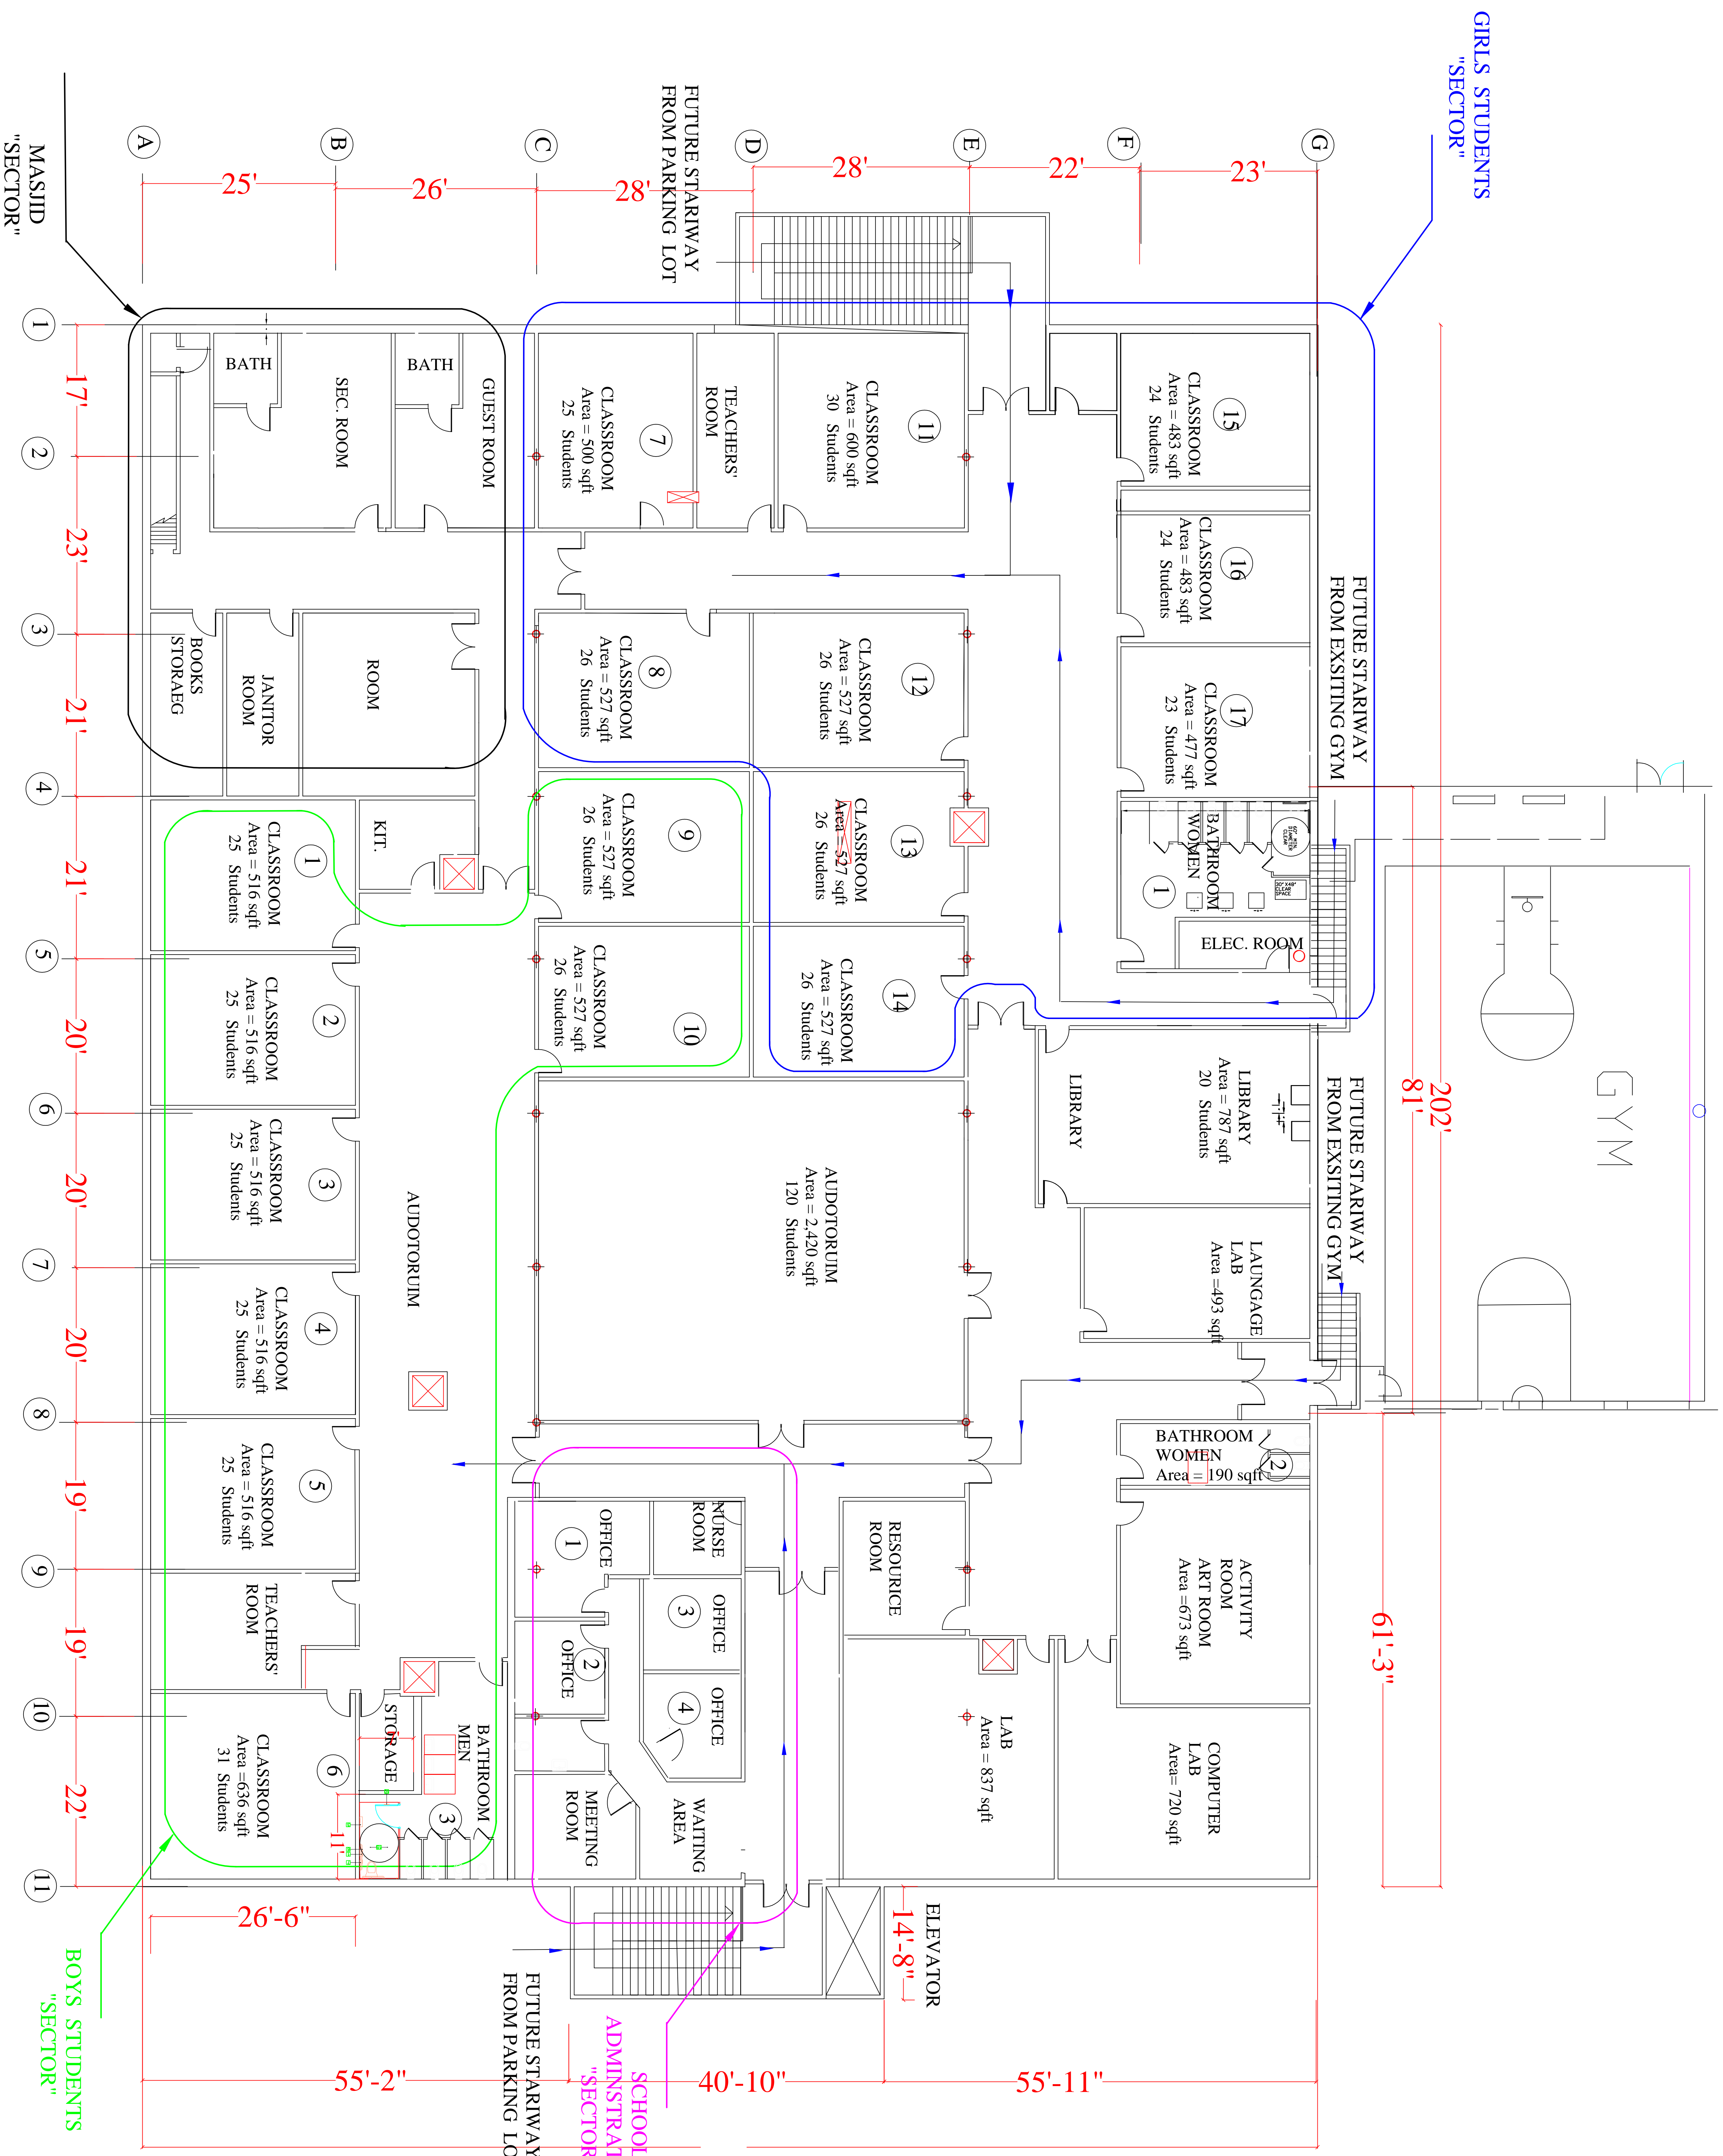 GIRLS STUDENTS
"SECTOR"
GYM
202'
81'
61'-3"
FUTURE STARIWAY
FROM EXSITING GYM
FUTURE STARIWAY
FROM EXSITING GYM
FUTURE STARIWAY
FROM PARKING LOT
G
F
E
D
C
B
A
23'
22'
28'
28'
26'
25'
MASJID
"SECTOR"
15
CLASSROOM
Area = 483 sqft
24 Students
16
CLASSROOM
Area = 483 sqft
24 Students
17
CLASSROOM
Area = 477 sqft
23 Students
BATHROOM
WOMEN
1
60" MIN.
DIAMETER
CLEAR
30" X48"
CLEAR
SPACE
ELEC. ROOM
LIBRARY
Area = 787 sqft
20 Students
LIBRARY
LAUNGAGE
LAB
Area =493 sqft
BATHROOM
WOMEN
Area = 190 sqft
2
ACTIVITY
ROOM
ART ROOM
Area =673 sqft
COMPUTER
LAB
Area= 720 sqft
LAB
Area = 837 sqft
RESOURICE
ROOM
11
CLASSROOM
Area = 600 sqft
30 Students
TEACHERS'
ROOM
7
CLASSROOM
Area = 500 sqft
25 Students
12
CLASSROOM
Area = 527 sqft
26 Students
13
CLASSROOM
Area = 527 sqft
26 Students
14
CLASSROOM
Area = 527 sqft
26 Students
8
CLASSROOM
Area = 527 sqft
26 Students
9
CLASSROOM
Area = 527 sqft
26 Students
10
CLASSROOM
Area = 527 sqft
26 Students
AUDOTORUIM
Area = 2,420 sqft
120 Students
NURSE
ROOM
OFFICE
1
OFFICE
2
OFFICE
3
OFFICE
4
WAITING
AREA
MEETING
ROOM
ELEVATOR
14'-8"
GUEST ROOM
BATH
SEC. ROOM
BATH
ROOM
JANITOR
ROOM
BOOKS
STORAEG
KIT.
AUDOTORUIM
1
CLASSROOM
Area = 516 sqft
25 Students
2
CLASSROOM
Area = 516 sqft
25 Students
3
CLASSROOM
Area = 516 sqft
25 Students
4
CLASSROOM
Area = 516 sqft
25 Students
5
CLASSROOM
Area = 516 sqft
25 Students
TEACHERS'
ROOM
STORAGE
BATHROOM
MEN
3
11'
6
CLASSROOM
Area =636 sqft
31 Students
26'-6"
FUTURE STARIWAY
SCHOOL
BOYS STUDENTS
"SECTOR"
55'-2"
40'-10"
55'-11"
1
2
3
4
5
6
7
8
9
10
11
17'
23'
21'
21'
20'
20'
20'
19'
19'
22'